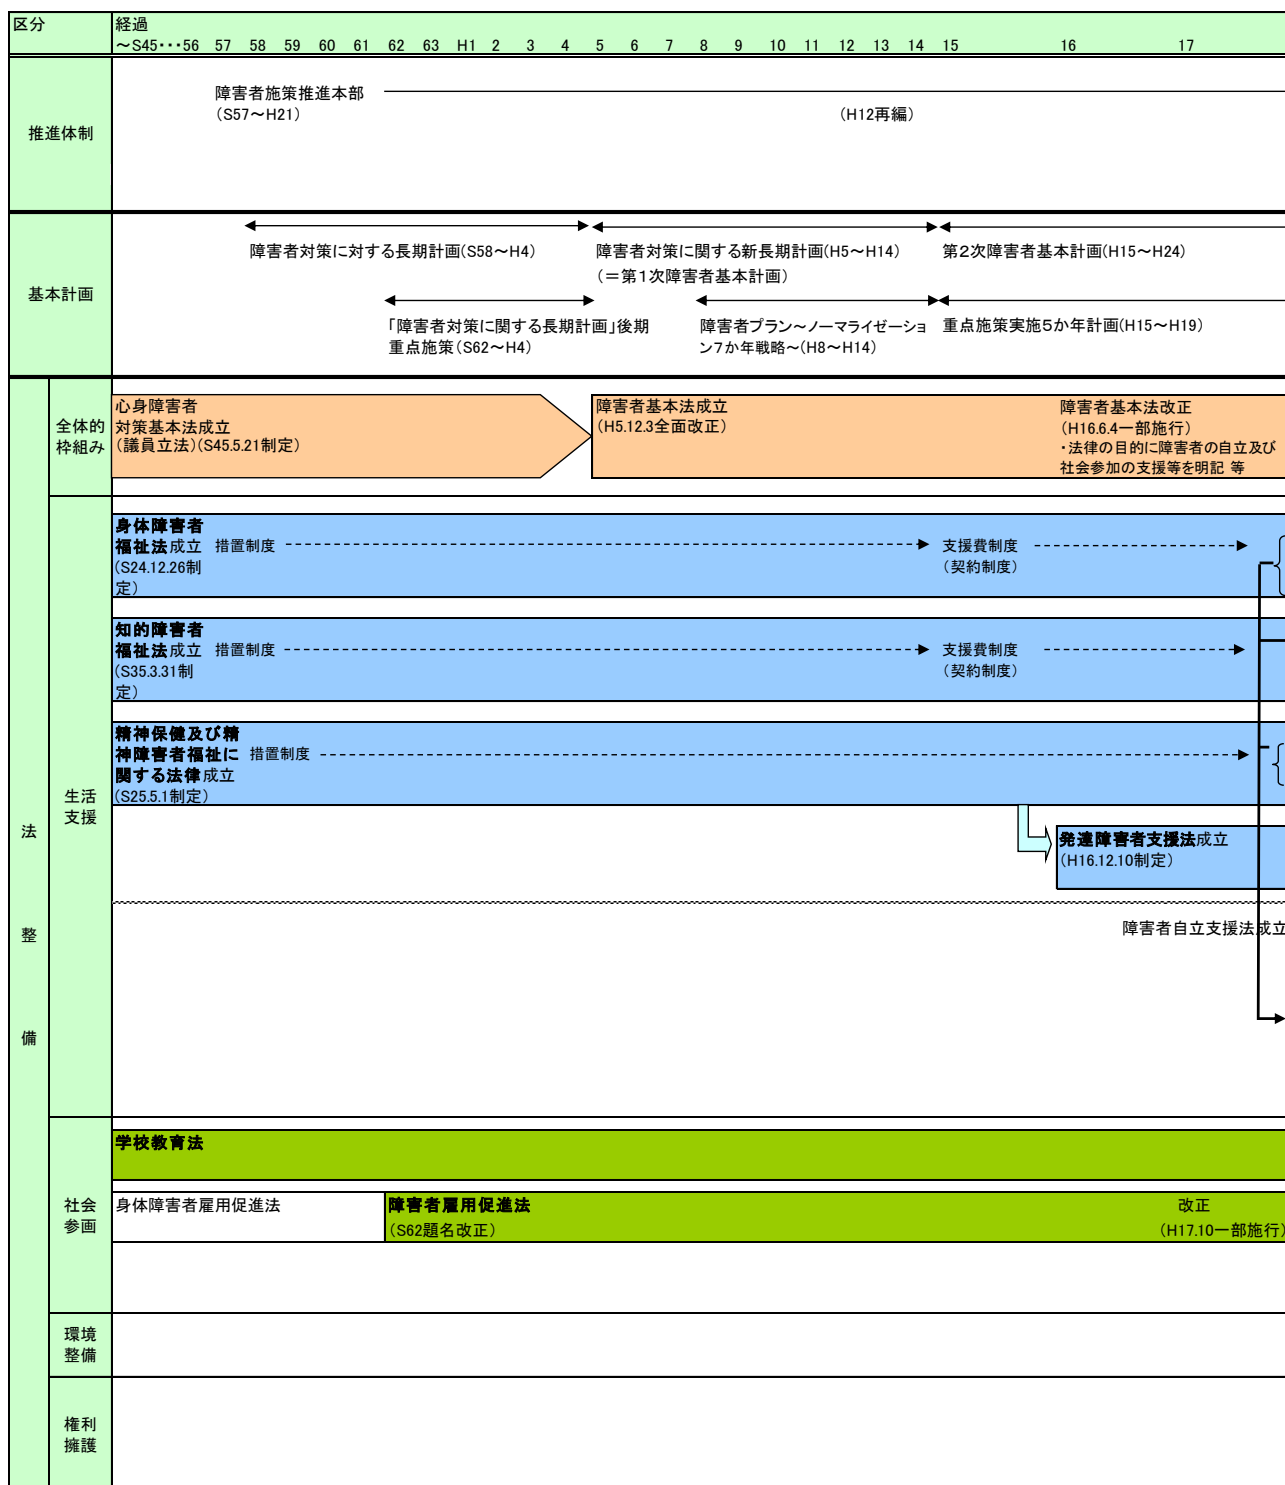 区分
経過
～S45･･･56 57 58 59 60 61 62 63 H1 2 3 4 5 6 7 8 9 10 11 12 13 14 15 16 17
推進体制
障害者施策推進本部
（S57～H21）
（H12再編）
基本計画
障害者対策に対する長期計画(S58～H4)
障害者対策に関する新長期計画(H5～H14)
（＝第１次障害者基本計画）
第２次障害者基本計画(H15～H24)
「障害者対策に関する長期計画」後期
重点施策(S62～H4)
障害者プラン～ノーマライゼーショ
ン７か年戦略～(H8～H14)
重点施策実施５か年計画(H15～H19)
法
整
備
全体的
枠組み
心身障害者
対策基本法成立
(議員立法)(S45.5.21制定)
障害者基本法成立
(H5.12.3全面改正)
障害者基本法改正
(H16.6.4一部施行)
・法律の目的に障害者の自立及び
社会参加の支援等を明記 等
生活
支援
身体障害者
福祉法成立
(S24.12.26制
定)
措置制度
支援費制度
（契約制度）
知的障害者
福祉法成立
(S35.3.31制
定)
措置制度
支援費制度
（契約制度）
精神保健及び精
神障害者福祉に
関する法律成立
(S25.5.1制定)
措置制度
発達障害者支援法成立
(H16.12.10制定)
障害者自立支援法成立
社会
参画
学校教育法
身体障害者雇用促進法
障害者雇用促進法
(S62題名改正)
改正
(H17.10一部施行)
環境
整備
権利
擁護